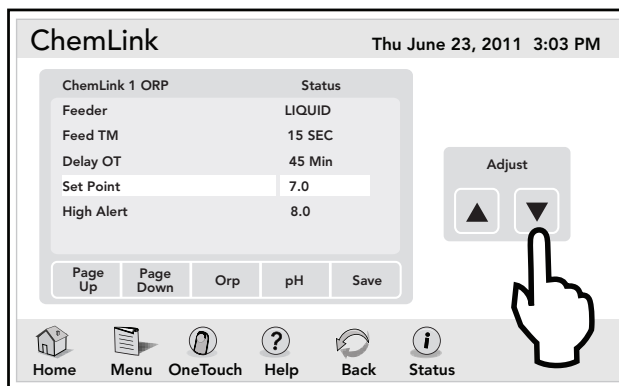 ChemLink Thu June 23, 2011 3:03 PM
ChemLink 1 ORP Status
Feeder LIQUID
Feed TM 15 SEC
Delay OT 45 Min
Set Point 7.0
High Alert 8.0
Adjust
Page Up Page Down Orp pH Save
Home Menu OneTouch Help Back Status